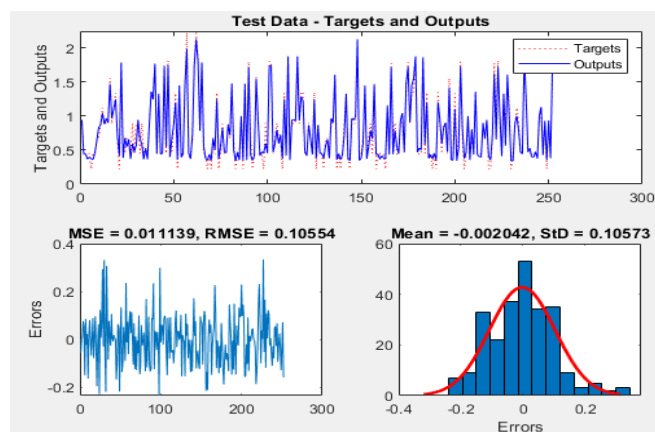 Test Data - Targets and Outputs
Targets and Outputs
2
1.5
1
0.5
0
Targets
Outputs
0 50 100 150 200 250 300
MSE = 0.011139, RMSE = 0.10554
Errors
0.4
0.2
0
-0.2
0 100 200 300
Mean = -0.002042, StD = 0.10573
60
40
20
0
-0.4 -0.2 0 0.2
Errors